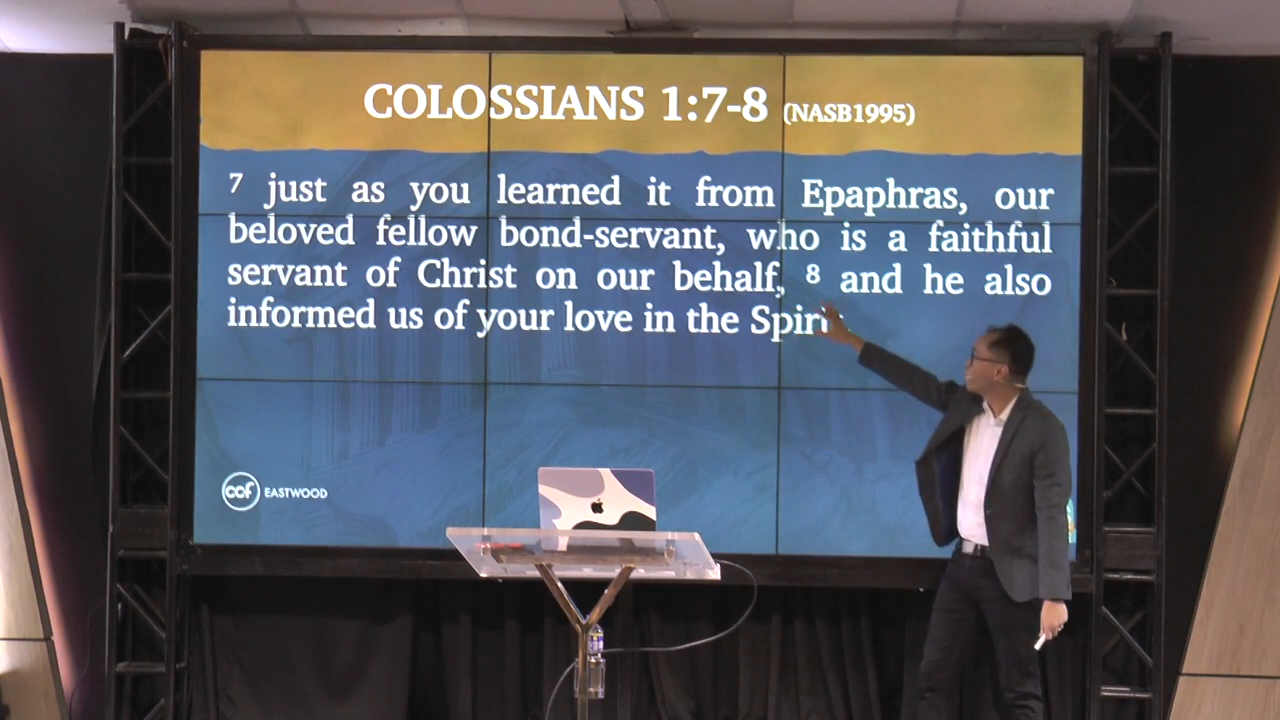 COLOSSIANS 1:7-8 (NASB1995)
7 just as you learned it from Epaphras, our
beloved fellow bond-servant, who is a faithful
servant of Christ on our behalf, 8 and he also
informed us of your love in the Spirit
ccf EASTWOOD